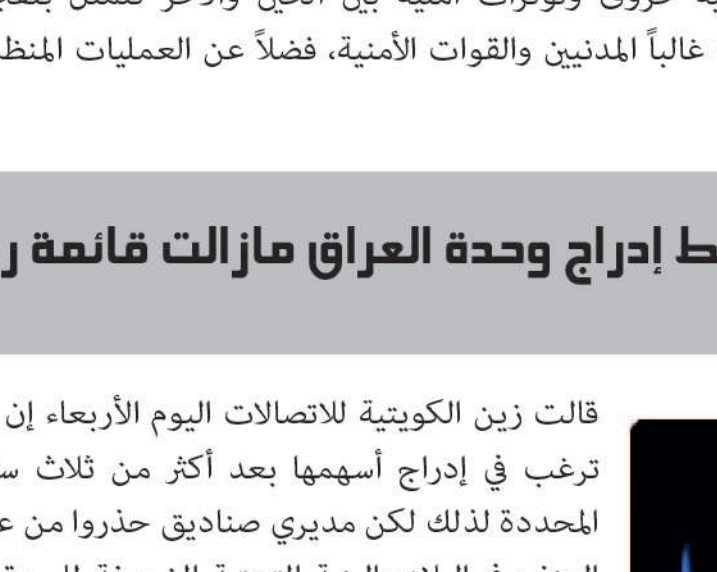 غالباً المدنيين والقوات الأمنية، فضلاً عن العمليات
إدراج وحدة العراق مازالت قائمة
قالت زين الكويتية للاتصالات اليوم الأربعاء إن
ترغب في إدراج أسهمها بعد أكثر من ثلاث
المحددة لذلك لكن مديري صناديق حذروا من